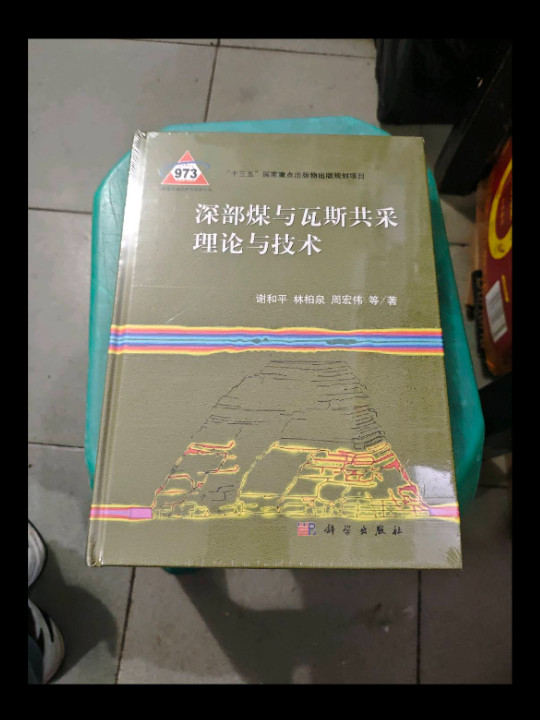 973
“十三五”国家重点出版物出版规划项目
深部煤与瓦斯共采
理论与技术
谢和平 林柏泉 周宏伟 等/著
科学出版社